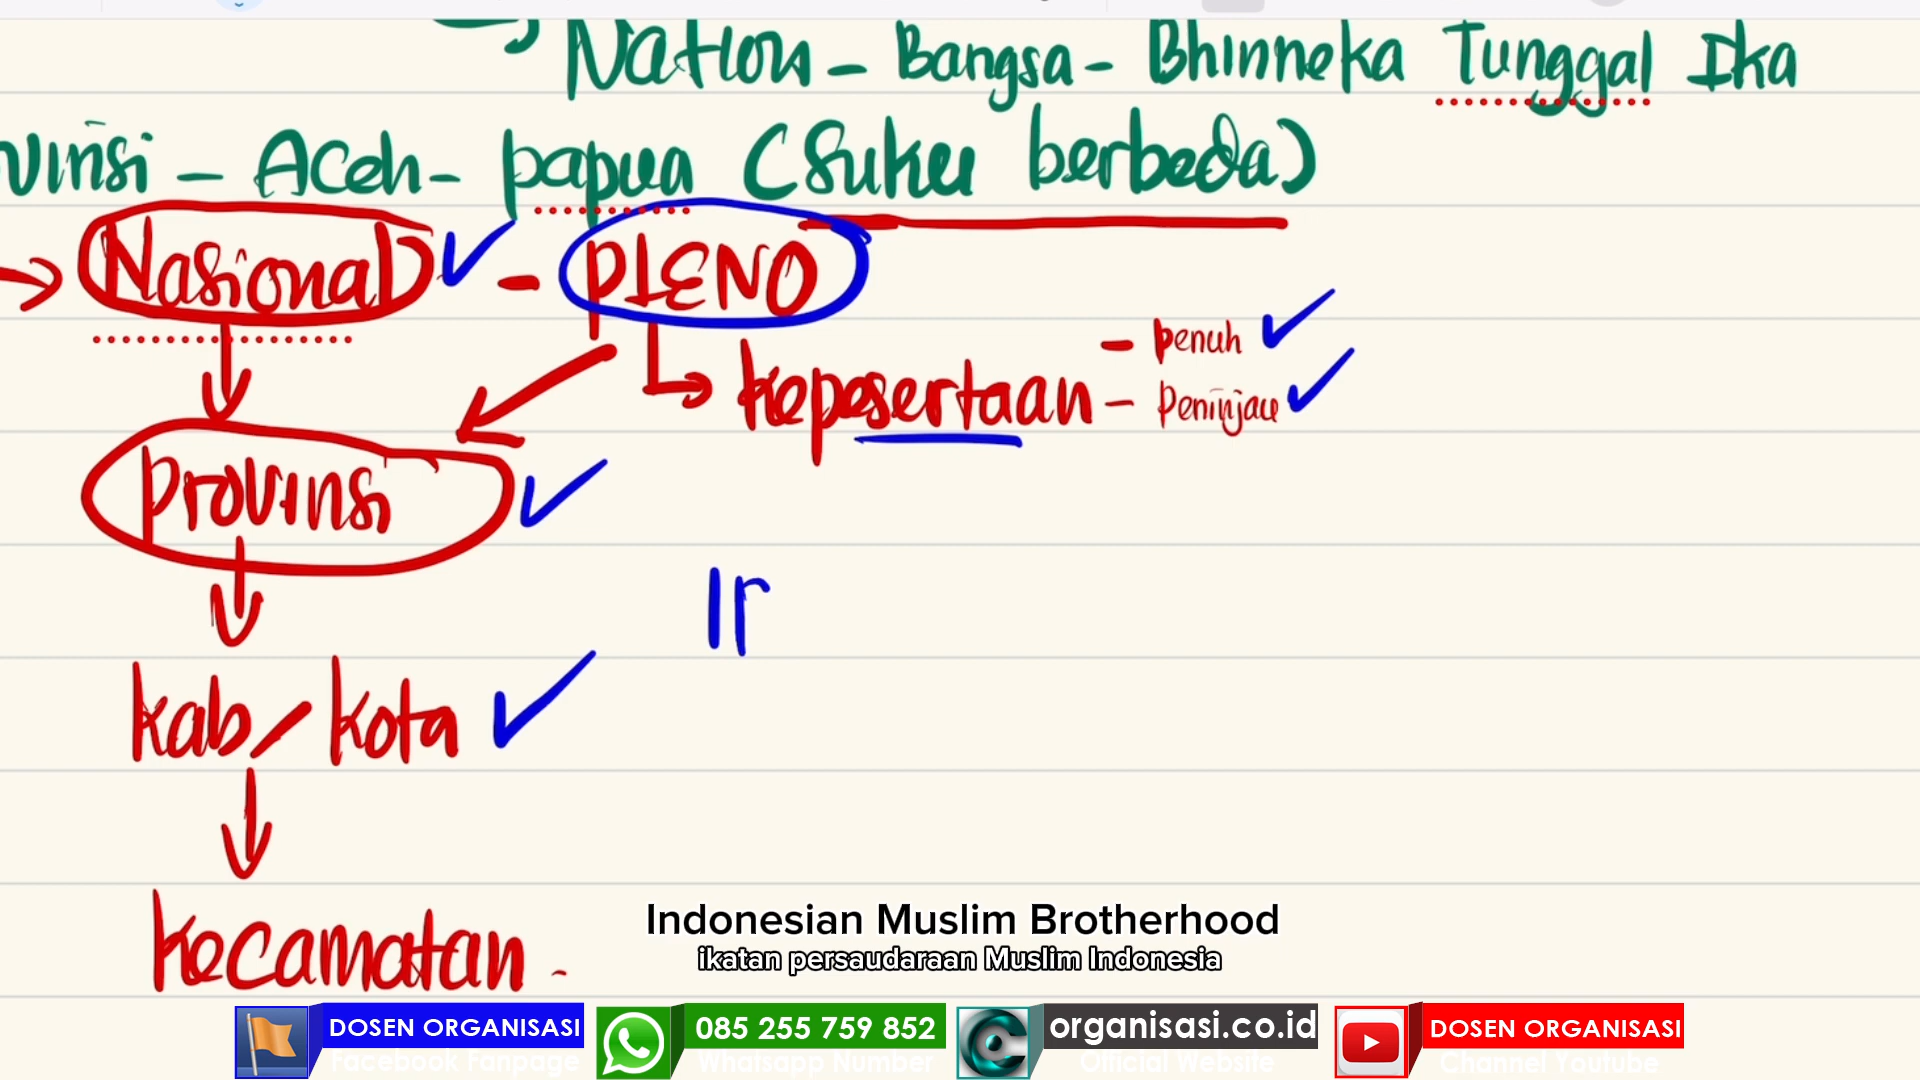 Nation - Bangsa - Bhinneka Tunggal Ika
vinsi - Aceh - papua (Suku berbeda)
→ Nasional ✓ - PLENO
kepesertaan - penuh ✓
- Peninjau ✓
Provinsi ✓
Ir
kab/kota ✓
kecamatan -
Indonesian Muslim Brotherhood
ikatan persaudaraan Muslim Indonesia
DOSEN ORGANISASI 085 255 759 852 organisasi.co.id DOSEN ORGANISASI
Facebook Fanpage Whatsapp Number Official Website Channel Youtube